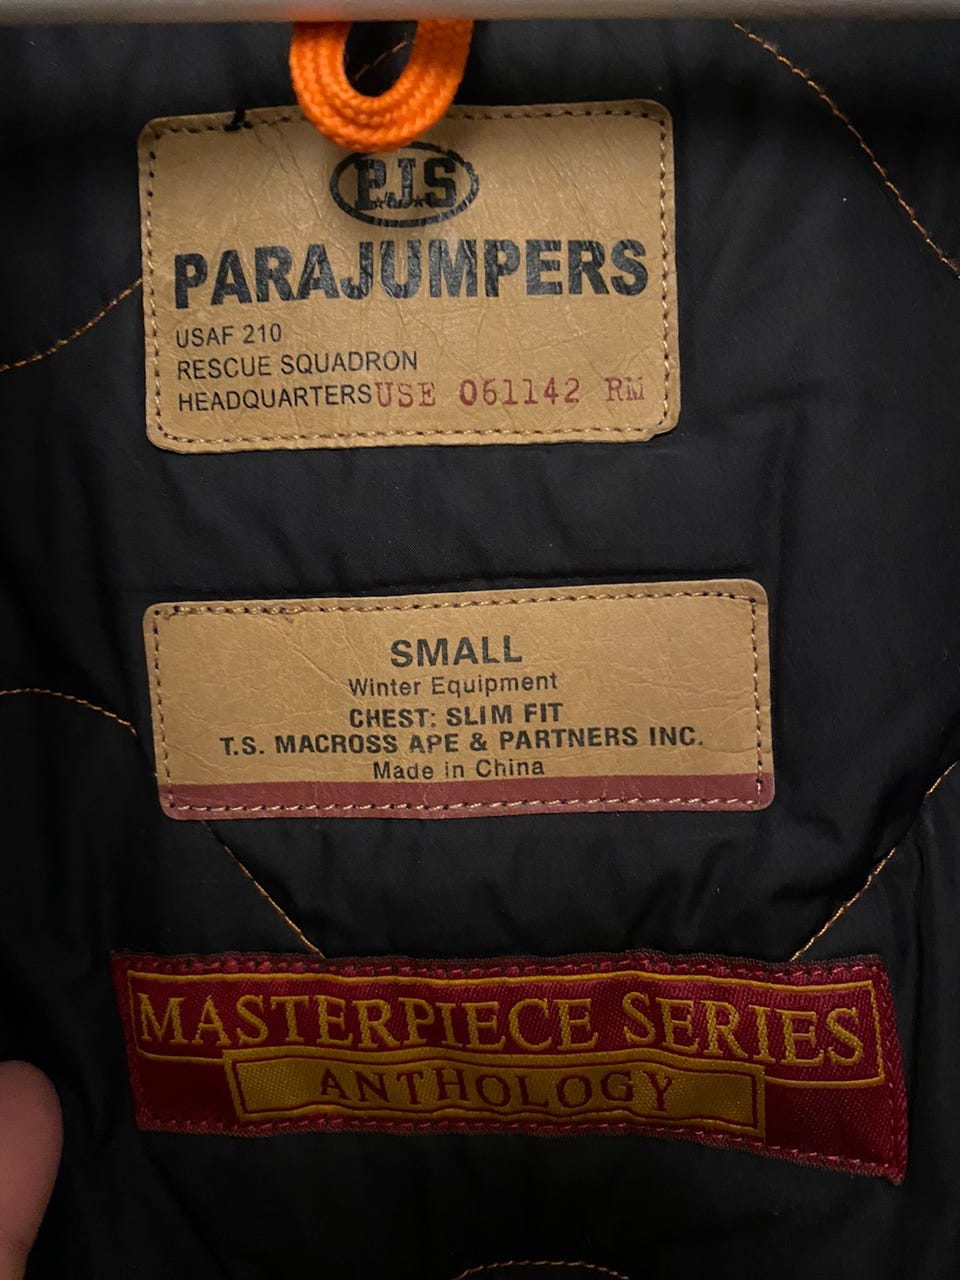 P.J.S
PARAJUMPERS
USAF 210
RESCUE SQUADRON
HEADQUARTERS USE 061142 RM
SMALL
Winter Equipment
CHEST: SLIM FIT
T.S. MACROSS APE & PARTNERS INC.
Made in China
MASTERPIECE SERIES
ANTHOLOGY